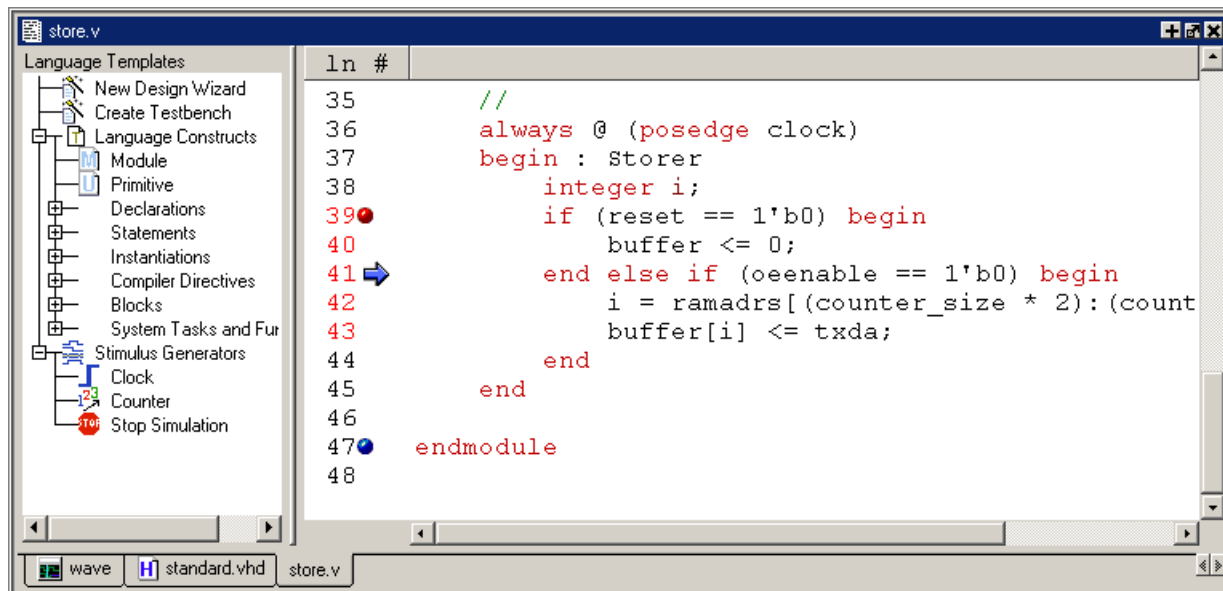 store.v
Language Templates
New Design Wizard
Create Testbench
Language Constructs
M Module
U Primitive
Declarations
Statements
Instantiations
Compiler Directives
Blocks
System Tasks and Fur
Stimulus Generators
Clock
123 Counter
STOP Stop Simulation
ln #
35 //
36 always @ (posedge clock)
37 begin : Storer
38 integer i;
39 if (reset == 1'b0) begin
40 buffer <= 0;
41 end else if (oeenable == 1'b0) begin
42 i = ramadrs[(counter_size * 2):(count
43 buffer[i] <= txda;
44 end
45 end
46
47 endmodule
48
wave H standard.vhd store.v